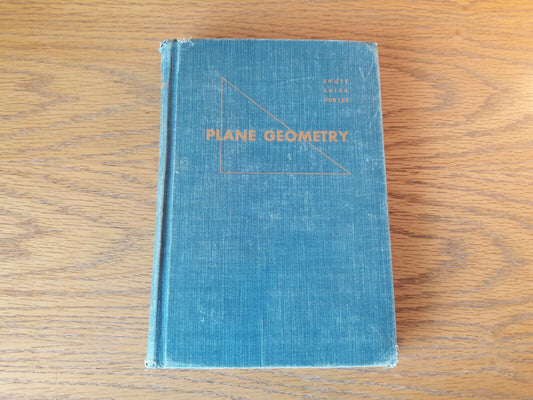 SHUTE
SHIRK
PORTER
PLANE GEOMETRY